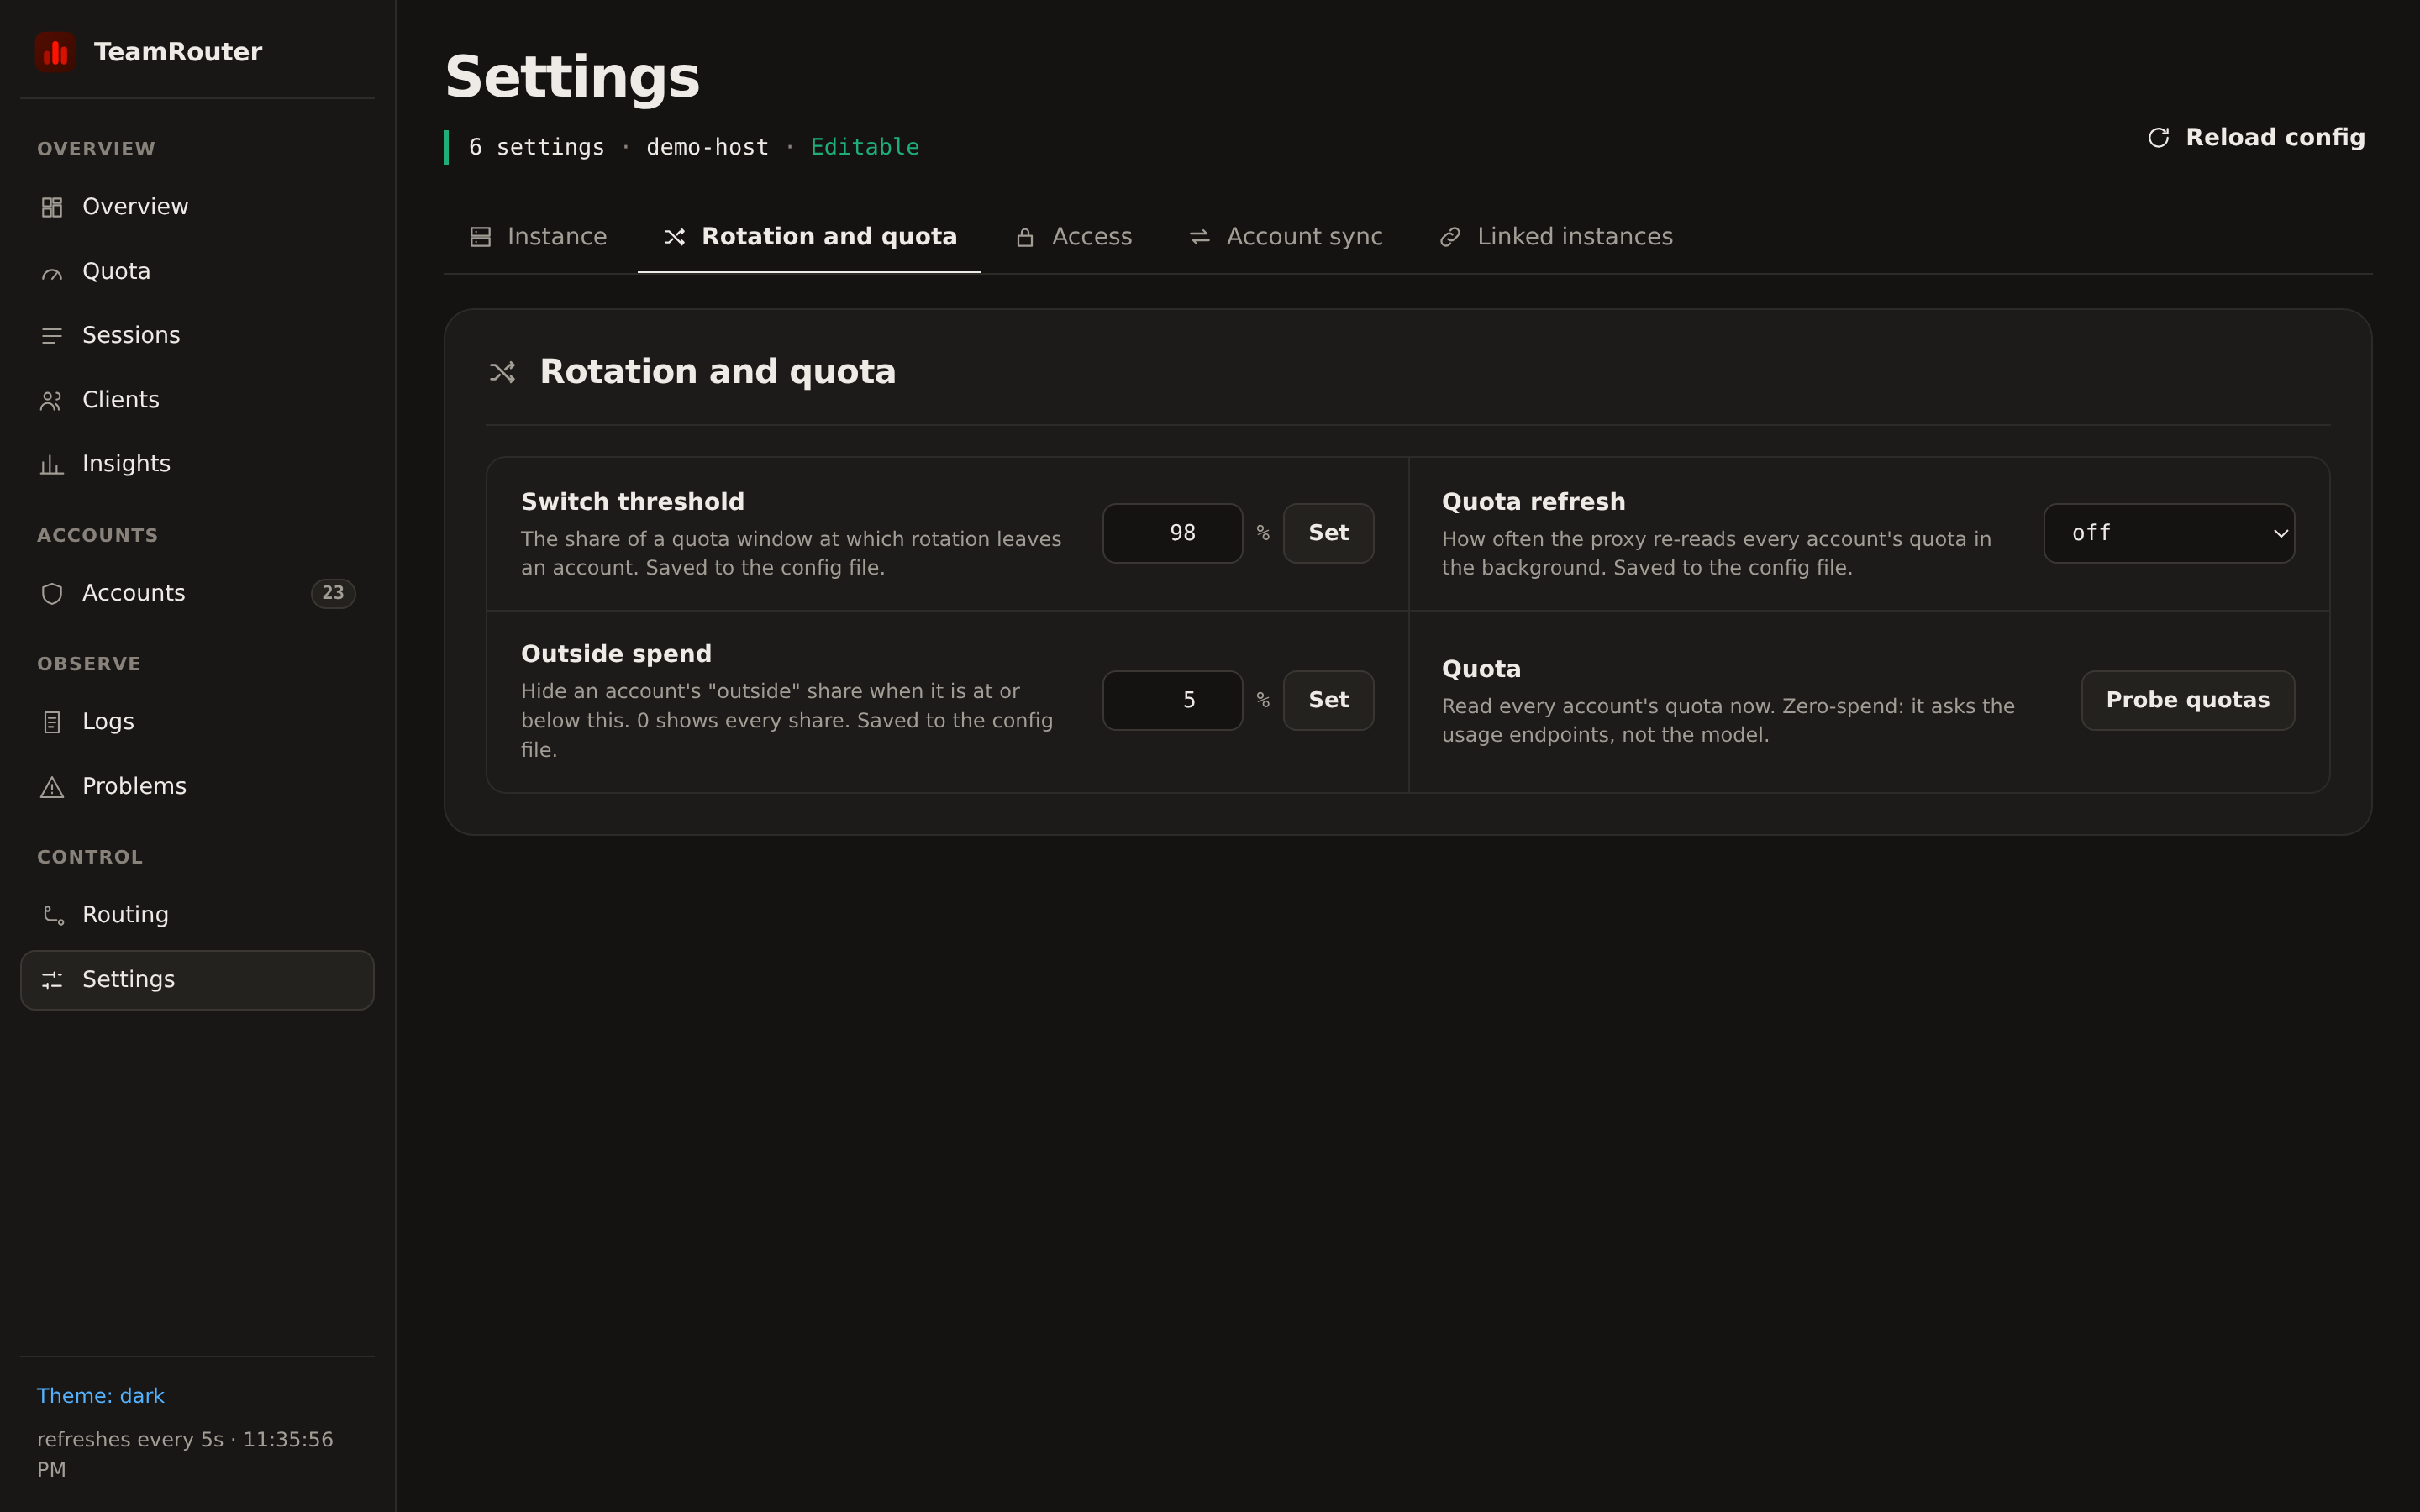 TeamRouter
OVERVIEW
Overview
Quota
Sessions
Clients
Insights
ACCOUNTS
Accounts 23
OBSERVE
Logs
Problems
CONTROL
Routing
Settings
Theme: dark
refreshes every 5s · 11:35:56
PM
Settings
6 settings · demo-host · Editable
Reload config
Instance Rotation and quota Access Account sync Linked instances
Rotation and quota
Switch threshold
The share of a quota window at which rotation leaves
an account. Saved to the config file.
98 % Set
Quota refresh
How often the proxy re-reads every account's quota in
the background. Saved to the config file.
off
Outside spend
Hide an account's "outside" share when it is at or
below this. 0 shows every share. Saved to the config
file.
5 % Set
Quota
Read every account's quota now. Zero-spend: it asks the
usage endpoints, not the model.
Probe quotas